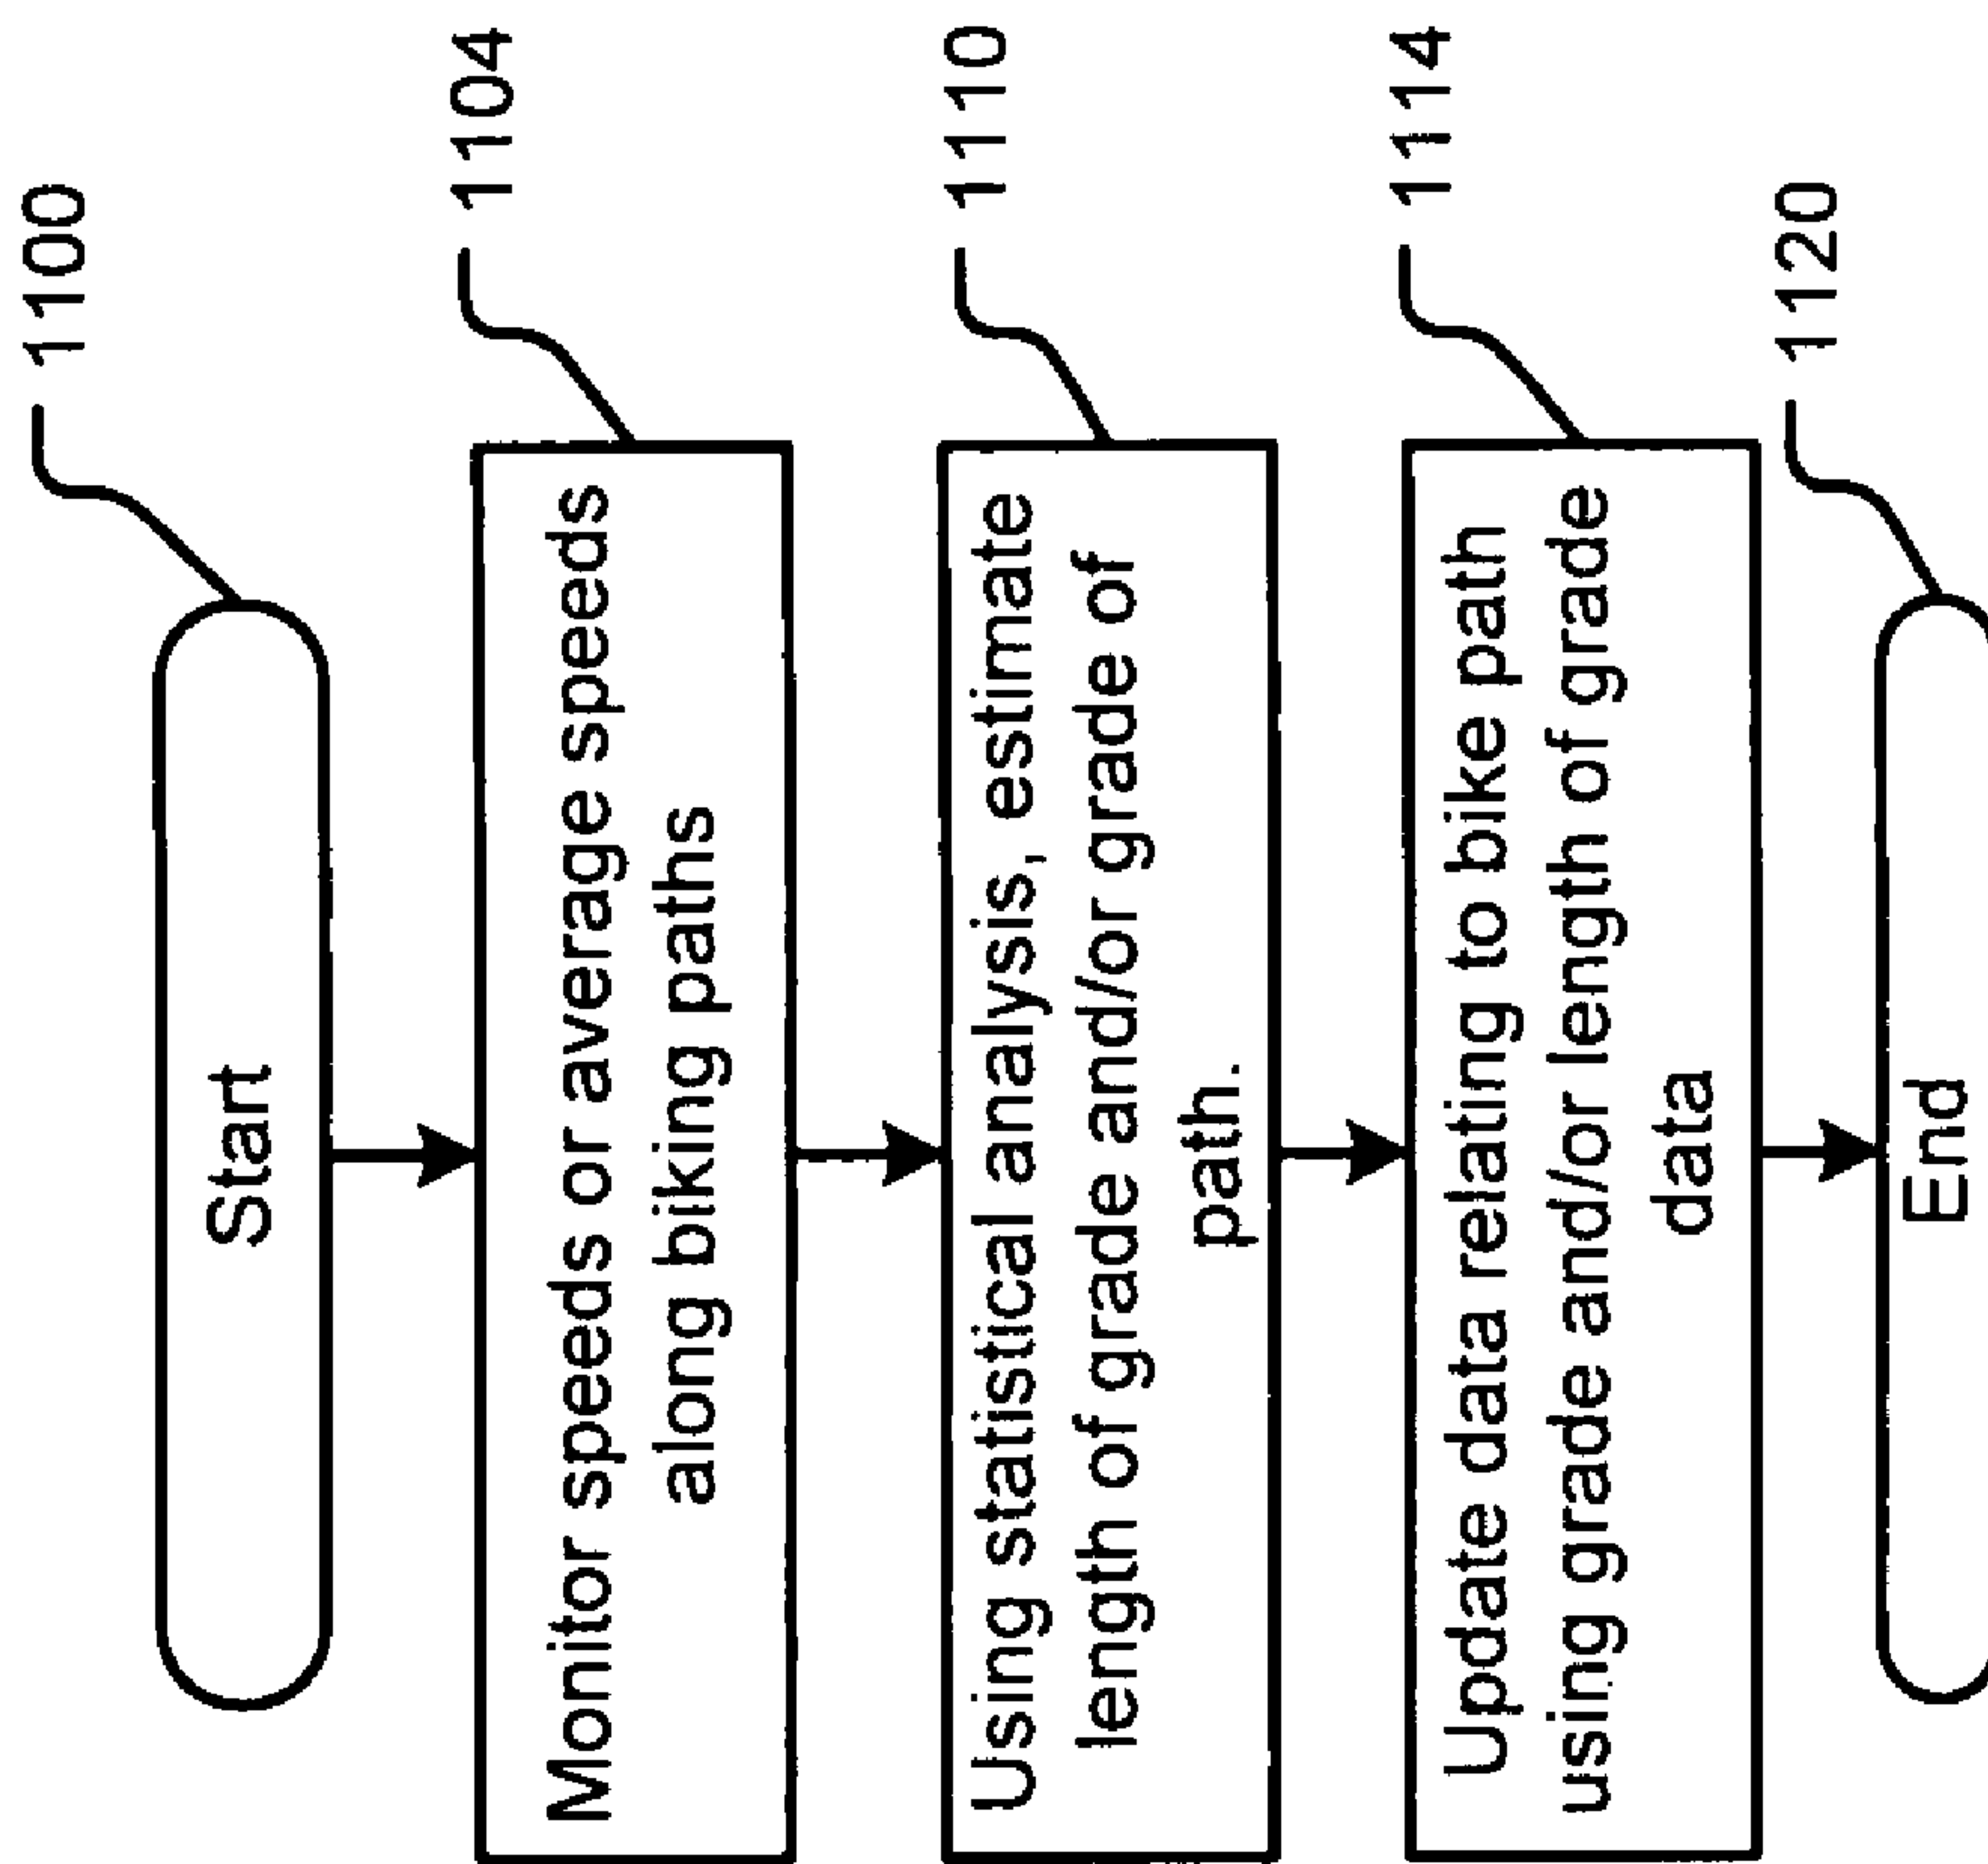 Start
1100
Monitor speeds or average speeds
along biking paths
1104
Using statistical analysis, estimate
length of grade and/or grade of
path.
1110
Update data relating to bike path
using grade and/or length of grade
data
1114
End
1120